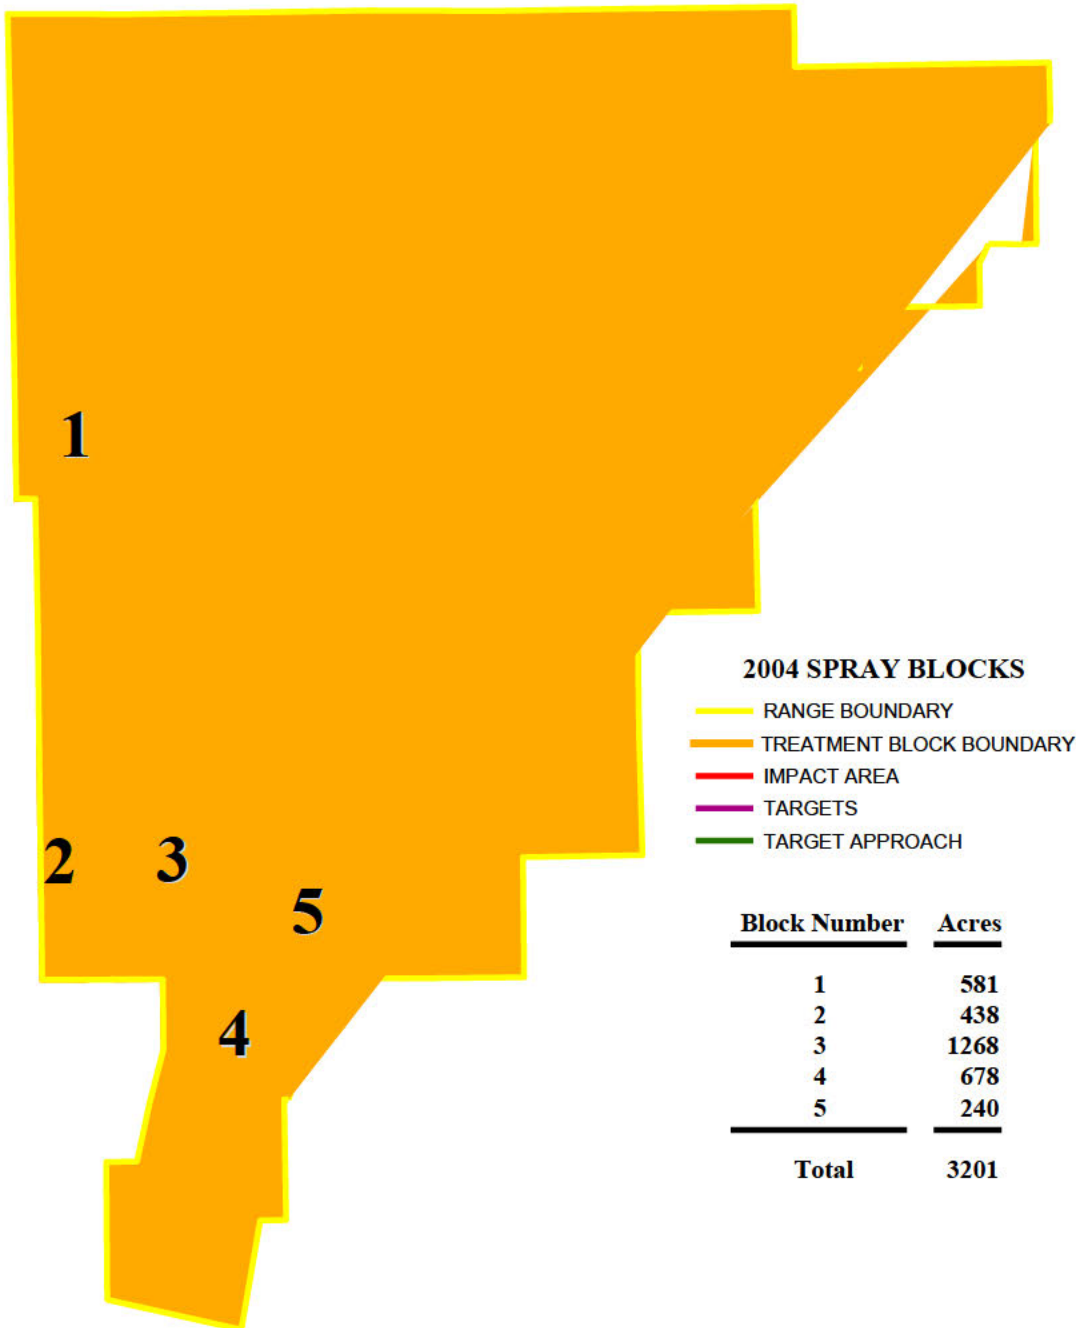 1
2
3
5
4
2004 SPRAY BLOCKS
RANGE BOUNDARY
TREATMENT BLOCK BOUNDARY
IMPACT AREA
TARGETS
TARGET APPROACH
Block Number Acres
1 581
2 438
3 1268
4 678
5 240
Total 3201